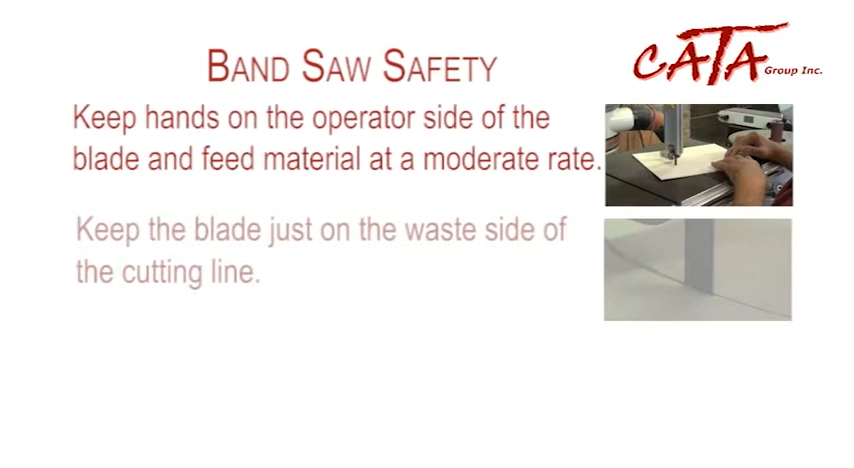 BAND SAW SAFETY
CATA Group Inc.
Keep hands on the operator side of the
blade and feed material at a moderate rate.
Keep the blade just on the waste side of
the cutting line.